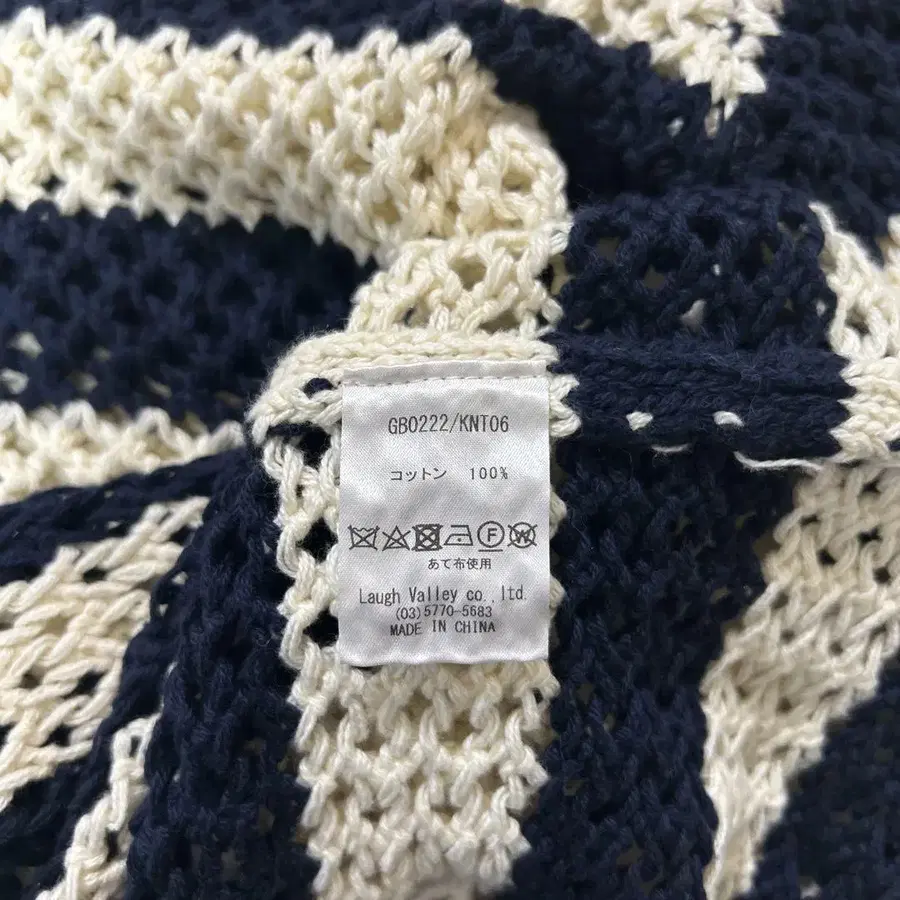 GB0222/KNT06
コットン 100%
F W
あて布使用
Laugh Valley co.,ltd.
(03)5770-5683
MADE IN CHINA